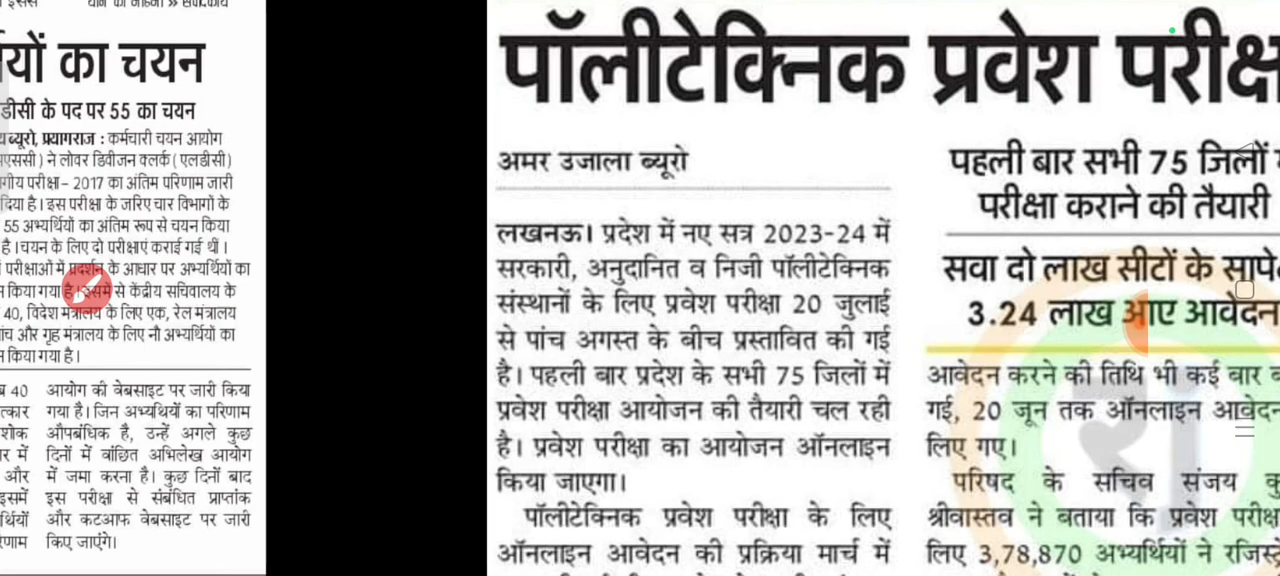 यों का चयन
डीसी के पद पर 55 का चयन
ब्यूरो, प्रयागराज : कर्मचारी चयन आयोग
एससी) ने लोवर डिवीजन क्लर्क (एलडीसी)
परीक्षा- 2017 का अंतिम परिणाम जारी
दिया है। इस परीक्षा के जरिए चार विभागों के
55 अभ्यर्थियों का अंतिम रूप से चयन किया
है। चयन के लिए दो परीक्षाएं कराई गई थीं।
परीक्षाओं में प्रदर्शन के आधार पर अभ्यर्थियों का
किया गया है। इसमें से केंद्रीय सचिवालय के
40, विदेश मंत्रालय के लिए एक, रेल मंत्रालय
और गृह मंत्रालय के लिए नौ अभ्यर्थियों का
किया गया है।
40
और
इसमें
आयोग की वेबसाइट पर जारी किया
गया है। जिन अभ्यर्थियों का परिणाम
औपबंधिक है, उन्हें अगले कुछ
दिनों में वांछित अभिलेख आयोग
में जमा करना है। कुछ दिनों बाद
इस परीक्षा से संबंधित प्राप्तांक
और कटआफ वेबसाइट पर जारी
किए जाएंगे।
पॉलीटेक्निक प्रवेश परीक्ष
अमर उजाला ब्यूरो
लखनऊ। प्रदेश में नए सत्र 2023-24 में
सरकारी, अनुदानित व निजी पॉलीटेक्निक
संस्थानों के लिए प्रवेश परीक्षा 20 जुलाई
से पांच अगस्त के बीच प्रस्तावित की गई
है। पहली बार प्रदेश के सभी 75 जिलों में
प्रवेश परीक्षा आयोजन की तैयारी चल रही
है। प्रवेश परीक्षा का आयोजन ऑनलाइन
किया जाएगा।
पॉलीटेक्निक प्रवेश परीक्षा के लिए
ऑनलाइन आवेदन की प्रक्रिया मार्च में
पहली बार सभी 75 जिलों
परीक्षा कराने की तैयारी
सवा दो लाख सीटों के सापे
3.24 लाख आए आवेदन
आवेदन करने की तिथि भी कई बार
गई, 20 जून तक ऑनलाइन आवेदन
लिए गए।
परिषद के सचिव संजय कु
श्रीवास्तव ने बताया कि प्रवेश परीक्ष
लिए 3,78,870 अभ्यर्थियों ने रजिस्ट्रे